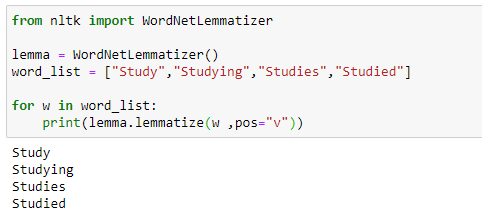 from nltk import WordNetLemmatizer
lemma = WordNetLemmatizer()
word_list = ["Study","Studying","Studies","Studied"]
for w in word_list:
    print(lemma.lemmatize(w ,pos="v"))
Study
Studying
Studies
Studied